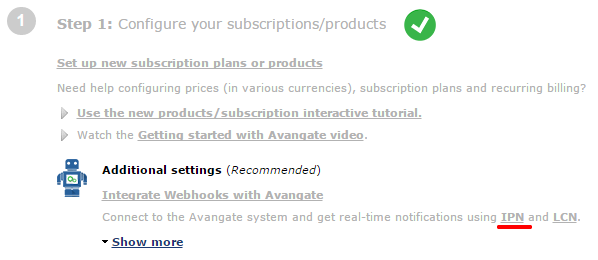 1 Step 1: Configure your subscriptions/products
Set up new subscription plans or products
Need help configuring prices (in various currencies), subscription plans and recurring billing?
Use the new products/subscription interactive tutorial.
Watch the Getting started with Avangate video.
Additional settings (Recommended)
Integrate Webhooks with Avangate
Connect to the Avangate system and get real-time notifications using IPN and LCN.
Show more